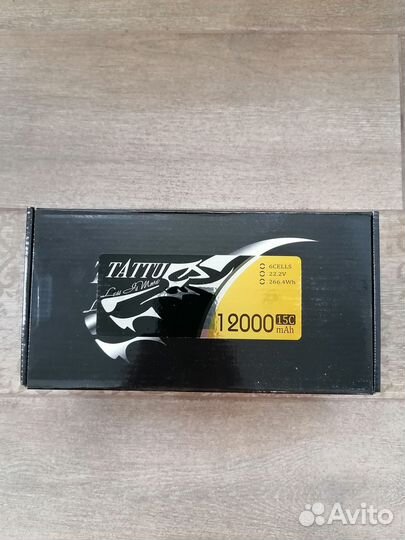 TATTU
Less Is More
6CELLS
22.2V
266.4Wh
12000 15C
mAh
Avito